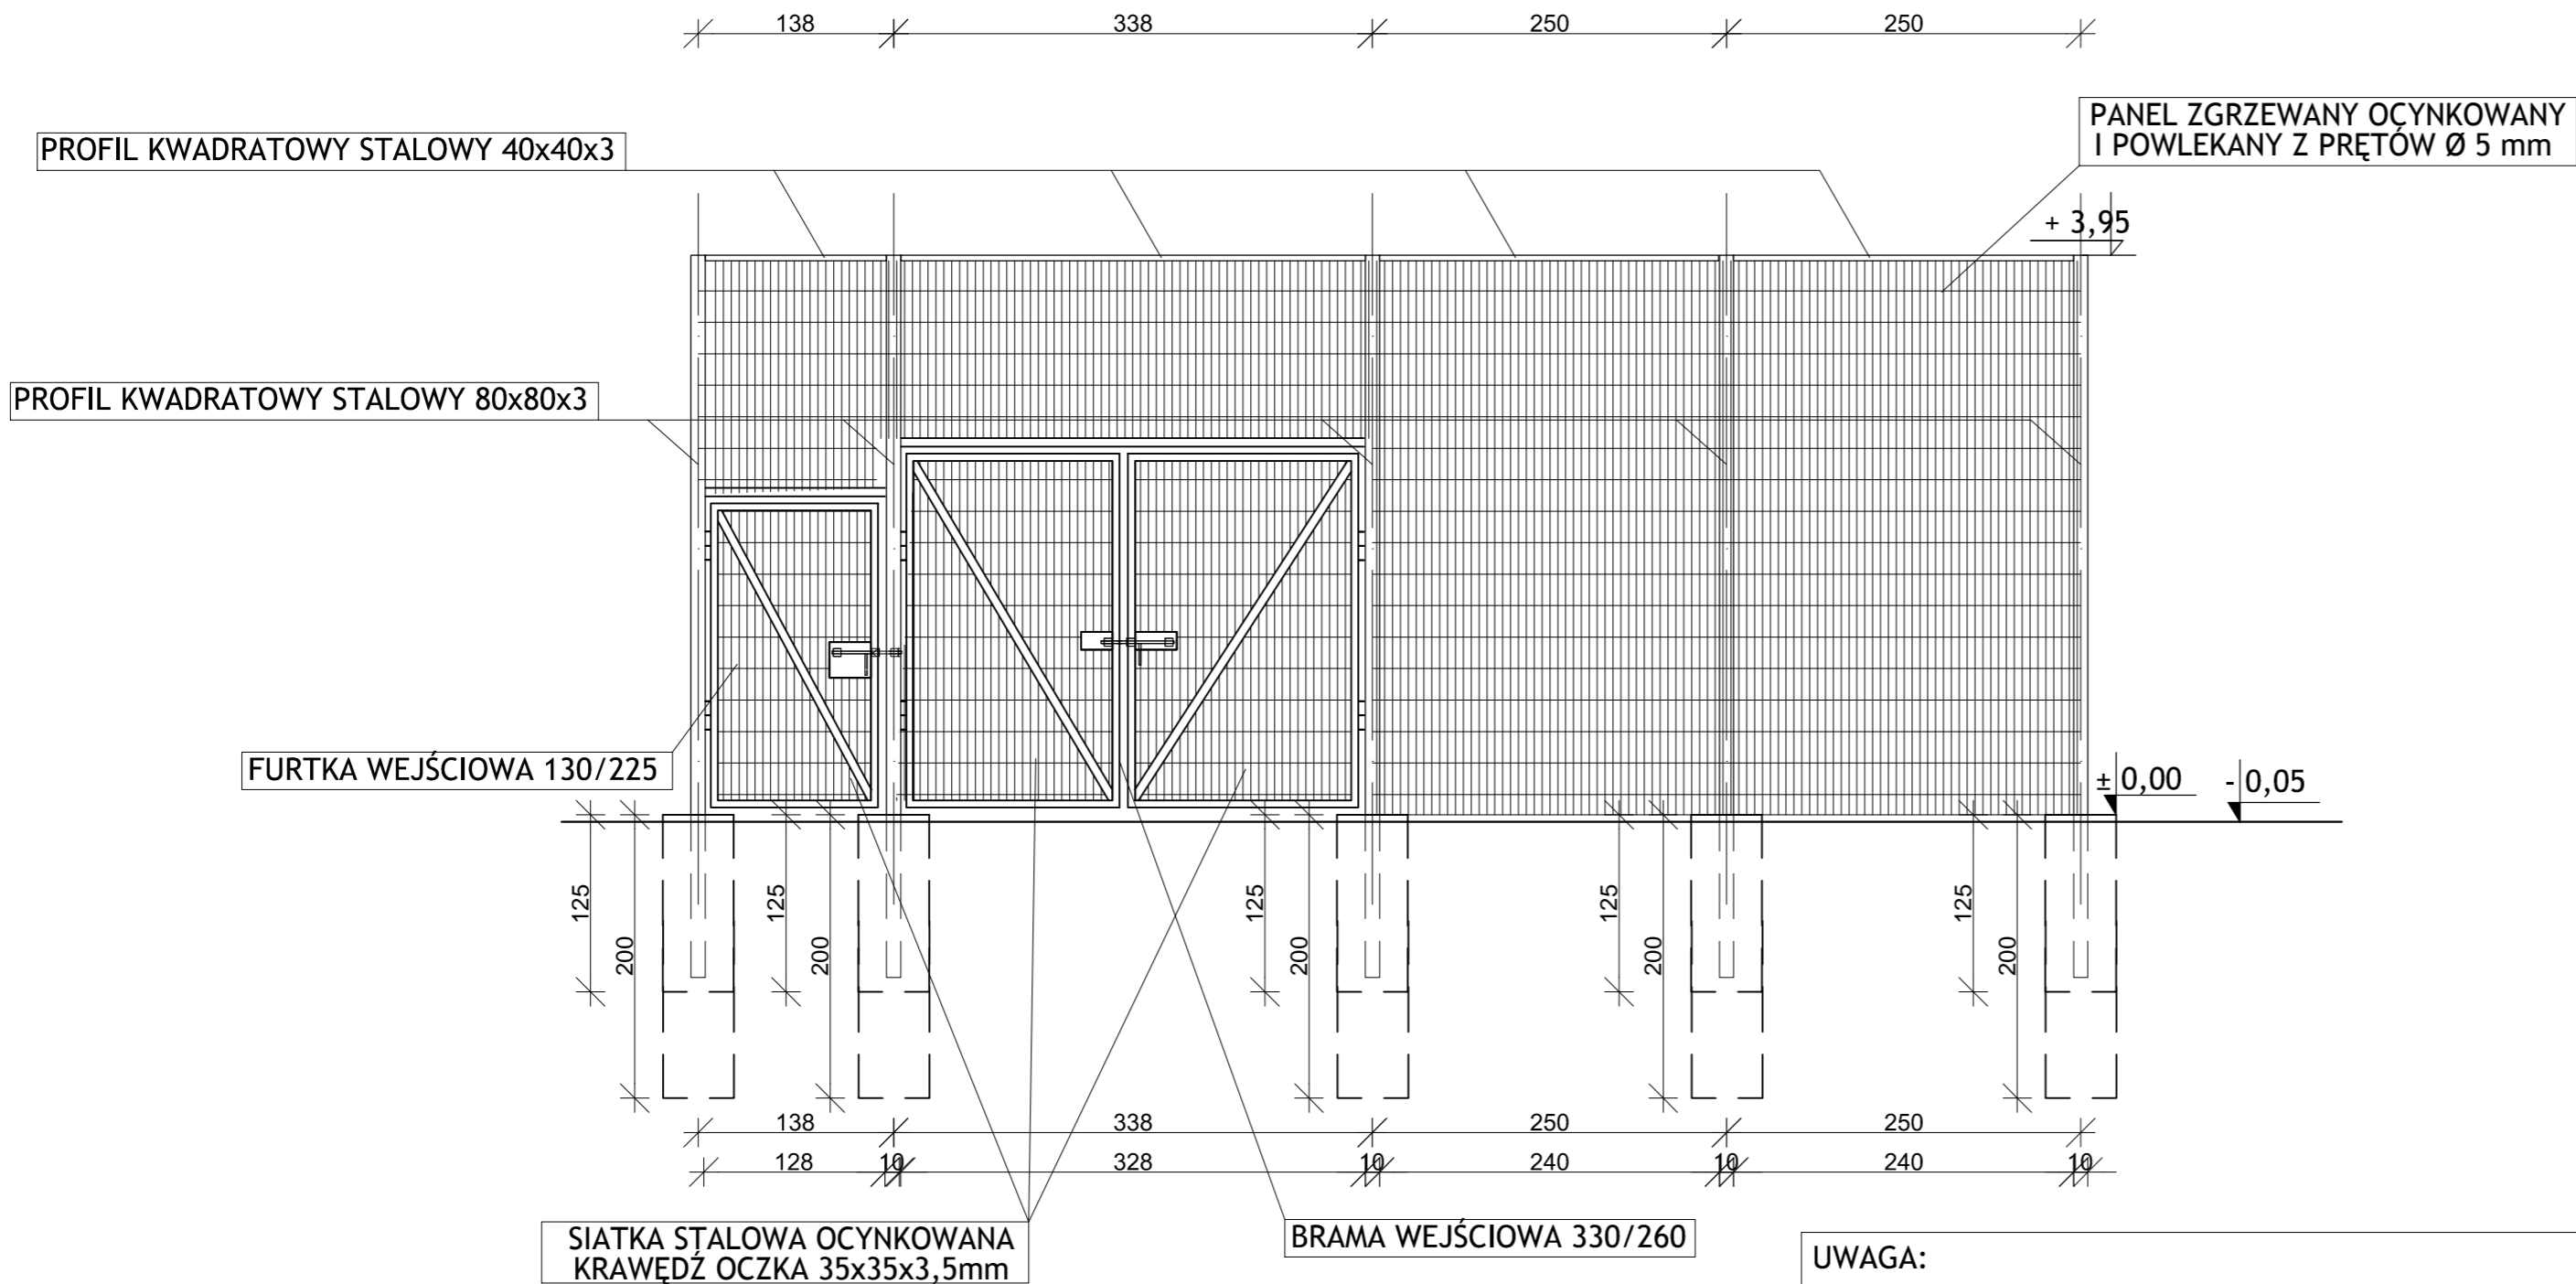 138 338 250 250
PANEL ZGRZEWANY OCYNKOWANY
I POWLEKANY Z PRĘTÓW Ø 5 mm
PROFIL KWADRATOWY STALOWY 40x40x3
+ 3,95
PROFIL KWADRATOWY STALOWY 80x80x3
FURTKA WEJŚCIOWA 130/225
± 0,00 - 0,05
125 125 125 125 125
200 200 200 200 200
138 338 250 250
128 10 328 10 240 10 240 10
SIATKA STALOWA OCYNKOWANA
KRAWĘDŹ OCZKA 35x35x3,5mm
BRAMA WEJŚCIOWA 330/260
UWAGA: